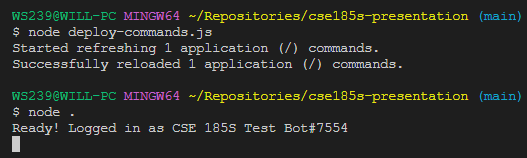 WS239@WILL-PC MINGW64 ~/Repositories/cse185s-presentation (main)
$ node deploy-commands.js
Started refreshing 1 application (/) commands.
Successfully reloaded 1 application (/) commands.
WS239@WILL-PC MINGW64 ~/Repositories/cse185s-presentation (main)
$ node .
Ready! Logged in as CSE 185S Test Bot#7554